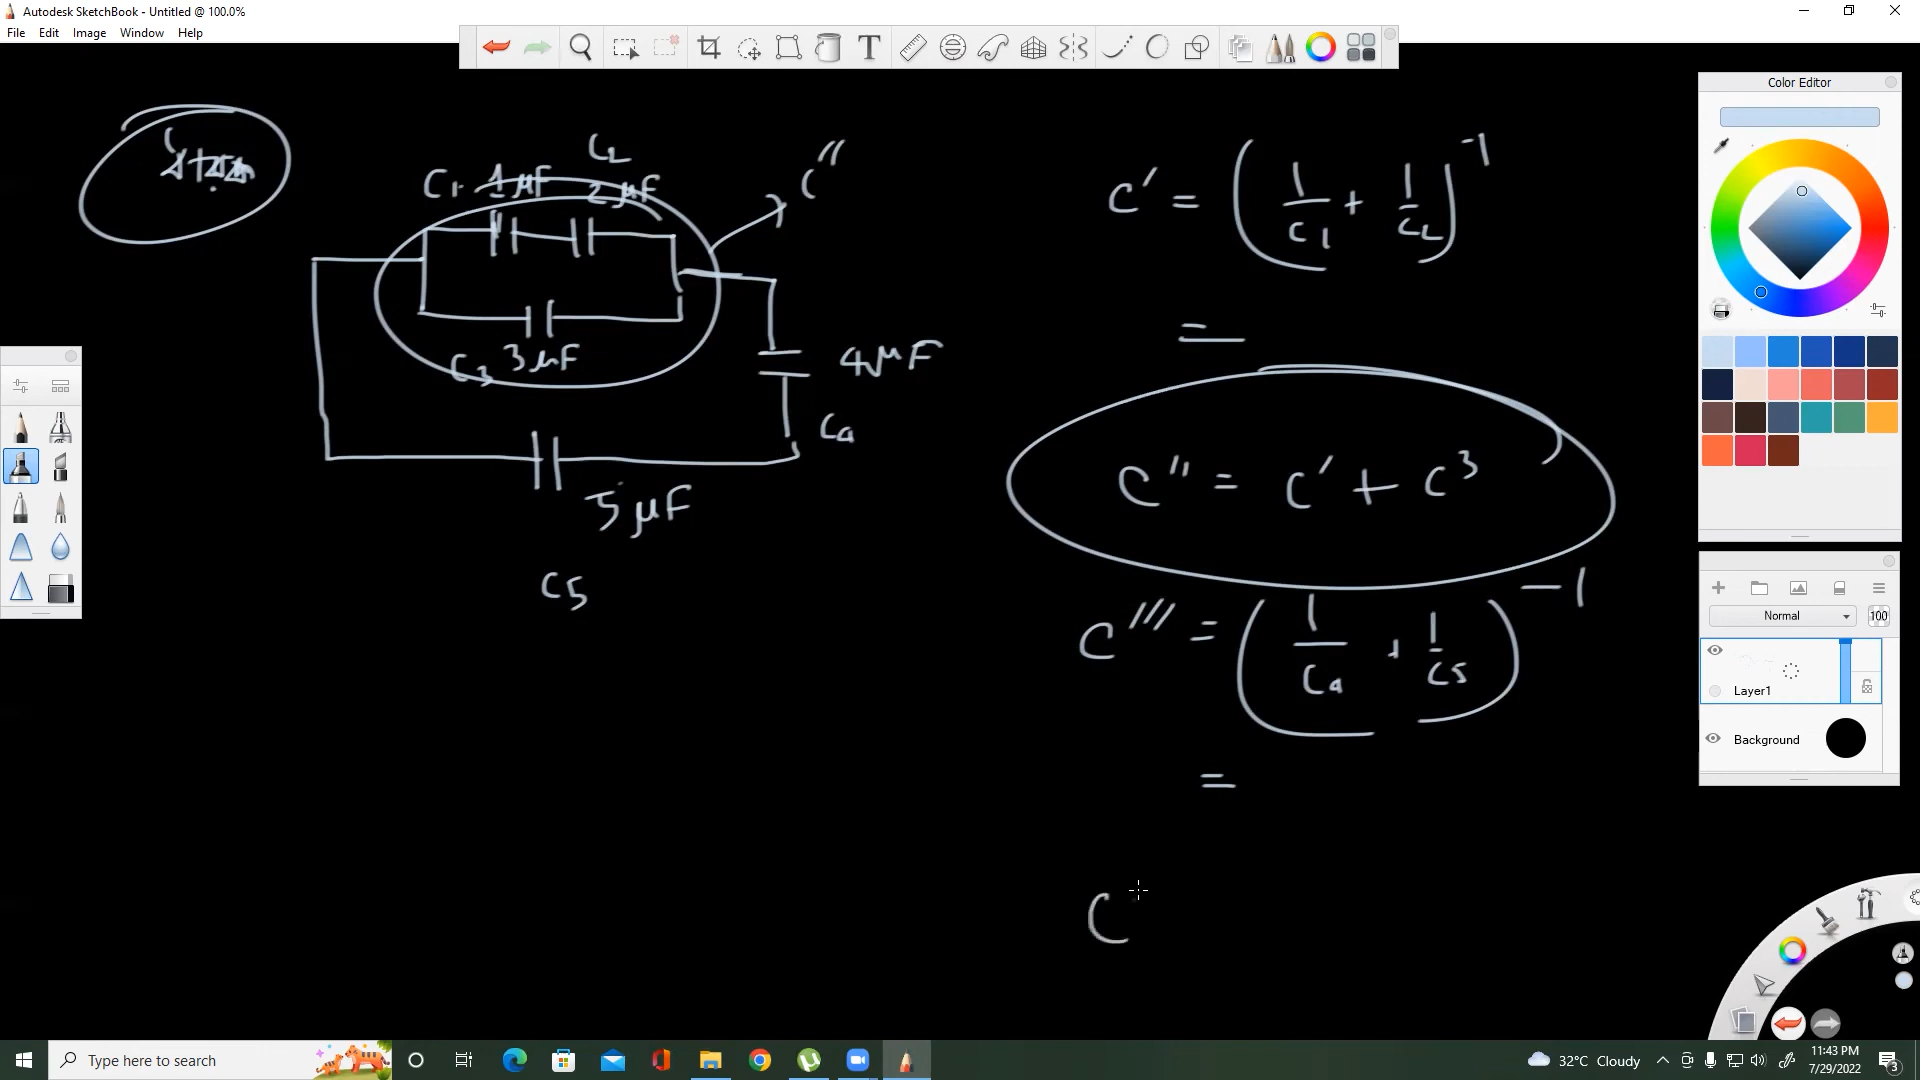 Autodesk SketchBook - Untitled @ 100.0%
File Edit Image Window Help
Color Editor
C1 1μF
C2
2μF
C''
C' = (1/C1 + 1/C2)^-1
=
C3 3μF
4μF
C4
5μF
C5
C'' = C' + C3
C''' = (1/C4 + 1/C5)^-1
=
C
Normal 100
Layer1
Background
Type here to search
32°C Cloudy
11:43 PM
7/29/2022
3